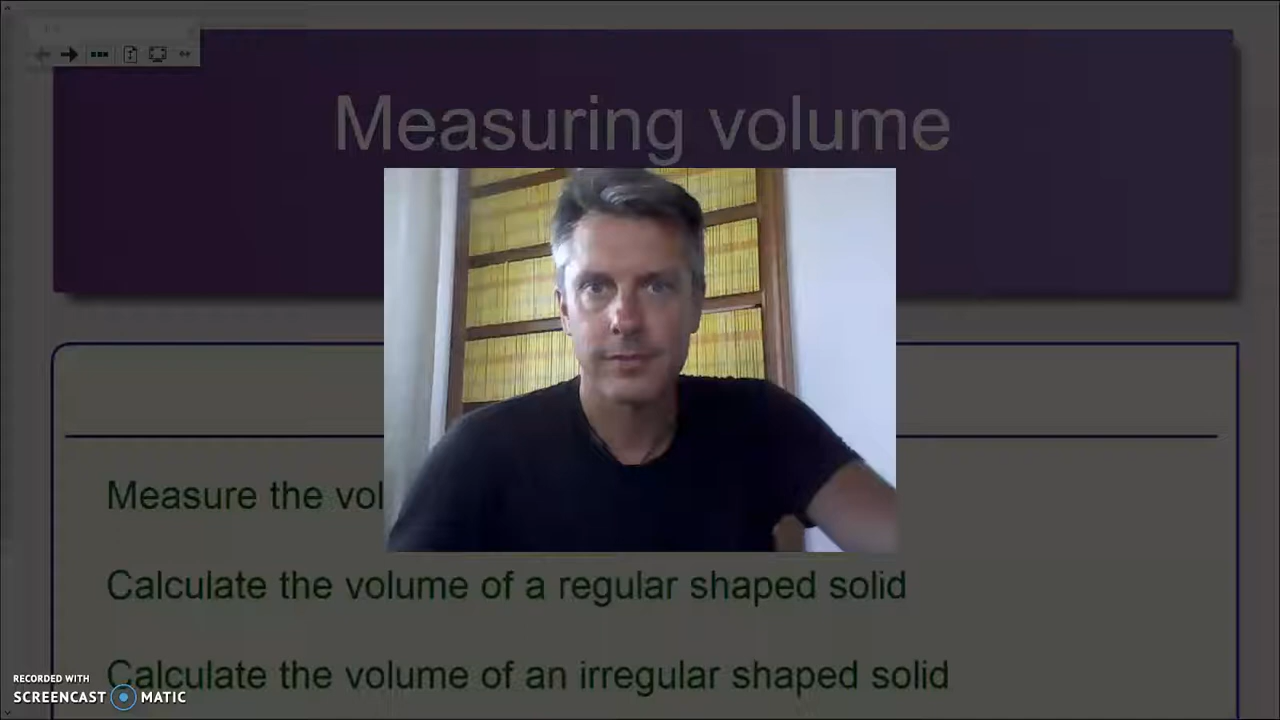 Measuring volume
Measure the vol
Calculate the volume of a regular shaped solid
Calculate the volume of an irregular shaped solid
RECORDED WITH
SCREENCAST MATIC